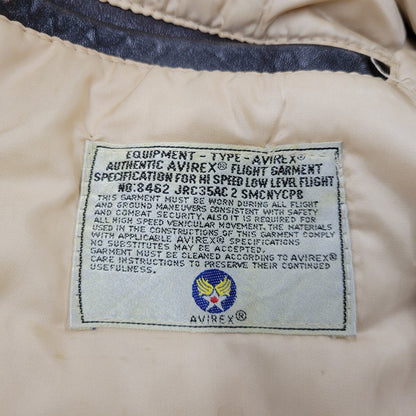 EQUIPMENT - TYPE - AVIREX®
AUTHENTIC AVIREX® FLIGHT GARMENT
SPECIFICATION FOR HI SPEED LOW LEVEL FLIGHT
NO. 8462 JRC35AC 2 SMCNYCPB
THIS GARMENT MUST BE WORN DURING ALL FLIGHT
AND GROUND MANEUVERS CONSISTENT WITH SAFETY
AND COMBAT SECURITY. ALSO IT IS REQUIRED FOR
ALL HIGH SPEED VEHICULAR MOVEMENT. THE MATERIALS
USED IN THE CONSTRUCTIONS OF THIS GARMENT COMPLY
WITH APPLICABLE AVIREX® SPECIFICATIONS
NO SUBSTITUTES MAY BE ACCEPTED.
GARMENT MUST BE CLEANED ACCORDING TO AVIREX®
CARE INSTRUCTIONS TO PRESERVE THEIR CONTINUED
USEFULNESS.
AVIREX®